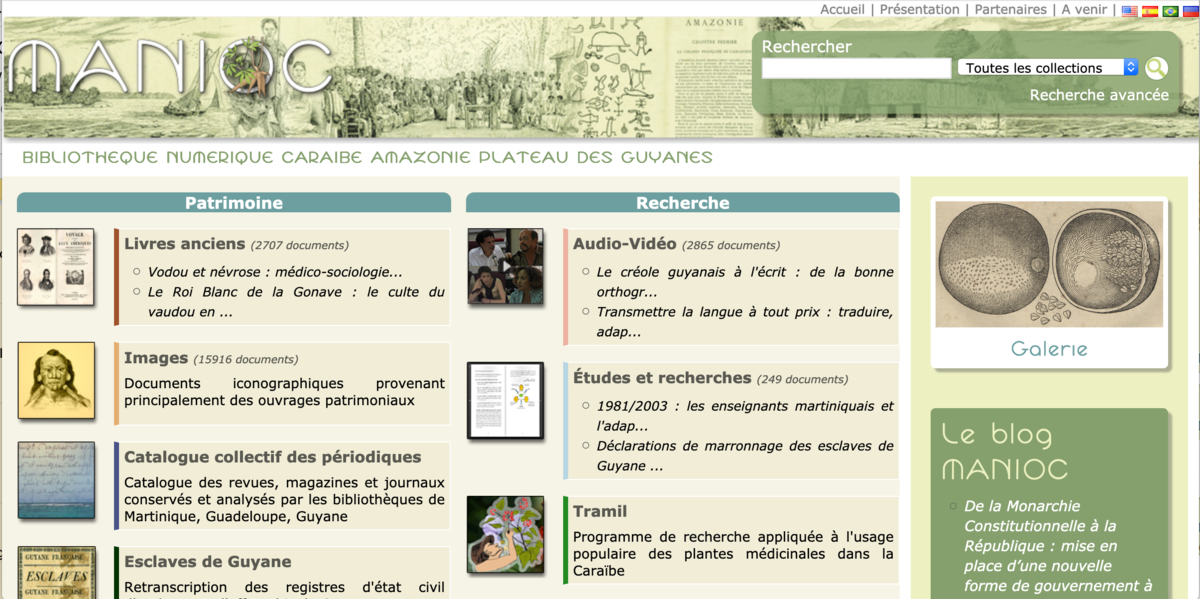 Accueil | Présentation | Partenaires | A venir |
MANIOC
AMAZONIE
Rechercher
Toutes les collections
Recherche avancée
BIBLIOTHEQUE NUMERIQUE CARAIBE AMAZONIE PLATEAU DES GUYANES
Patrimoine
Livres anciens (2707 documents)
Vodou et névrose : médico-sociologie...
Le Roi Blanc de la Gonave : le culte du
vaudou en ...
Images (15916 documents)
Documents iconographiques provenant
principalement des ouvrages patrimoniaux
Catalogue collectif des périodiques
Catalogue des revues, magazines et journaux
conservés et analysés par les bibliothèques de
Martinique, Guadeloupe, Guyane
GUYANE FRANÇAISE
ESCLAVES
GUYANE FRANÇAISE
Esclaves de Guyane
Retranscription des registres d'état civil
Recherche
Audio-Vidéo (2865 documents)
Le créole guyanais à l'écrit : de la bonne
orthogr...
Transmettre la langue à tout prix : traduire,
adap...
Études et recherches (249 documents)
1981/2003 : les enseignants martiniquais et
l'adap...
Déclarations de marronnage des esclaves de
Guyane ...
Tramil
Programme de recherche appliquée à l'usage
populaire des plantes médicinales dans la
Caraïbe
Galerie
Le blog
MANIOC
De la Monarchie
Constitutionnelle à la
République : mise en
place d'une nouvelle
forme de gouvernement à